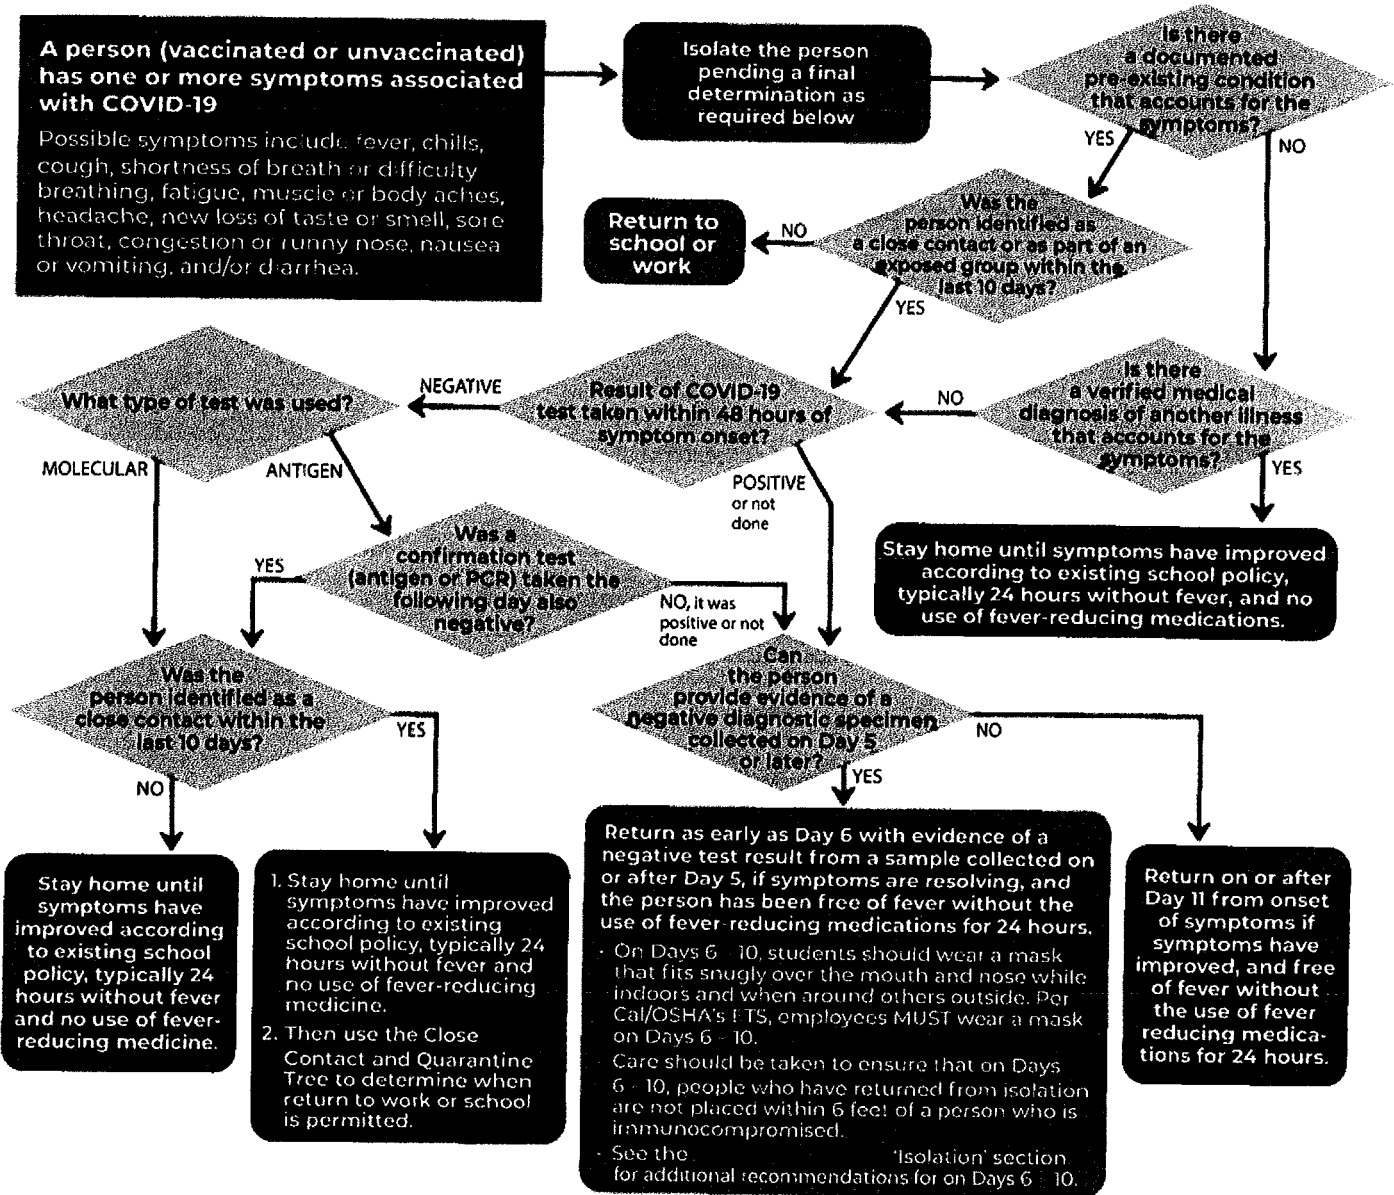 A person (vaccinated or unvaccinated)
has one or more symptoms associated
with COVID-19
Possible symptoms include fever, chills,
cough, shortness of breath or difficulty
breathing, fatigue, muscle or body aches,
headache, new loss of taste or smell, sore
throat, congestion or runny nose, nausea
or vomiting, and/or diarrhea.
Isolate the person
pending a final
determination as
required below
Is there
a documented
pre-existing condition
that accounts for the
symptoms?
YES
NO
Was the
person identified as
a close contact or as part of an
exposed group within the
last 10 days?
NO
YES
Return to
school or
work
Is there
a verified medical
diagnosis of another illness
that accounts for the
symptoms?
NO
YES
Stay home until symptoms have improved
according to existing school policy,
typically 24 hours without fever, and no
use of fever-reducing medications.
Result of COVID-19
test taken within 48 hours of
symptom onset?
NEGATIVE
POSITIVE
or not
done
What type of test was used?
MOLECULAR
ANTIGEN
Was a
confirmation test
(antigen or PCR) taken the
following day also
negative?
YES
NO, it was
positive or not
done
Was the
person identified as a
close contact within the
last 10 days?
YES
NO
Can
the person
provide evidence of a
negative diagnostic specimen
collected on Day 5
or later?
NO
YES
Stay home until
symptoms have
improved according
to existing school
policy, typically 24
hours without fever
and no use of fever-
reducing medicine.
1. Stay home until
symptoms have improved
according to existing
school policy, typically 24
hours without fever and
no use of fever-reducing
medicine.
2. Then use the Close
Contact and Quarantine
Tree to determine when
return to work or school
is permitted.
Return as early as Day 6 with evidence of a
negative test result from a sample collected on
or after Day 5, if symptoms are resolving, and
the person has been free of fever without the
use of fever-reducing medications for 24 hours.
- On Days 6 - 10, students should wear a mask
that fits snugly over the mouth and nose while
indoors and when around others outside. Per
Cal/OSHA's ETS, employees MUST wear a mask
on Days 6 - 10.
- Care should be taken to ensure that on Days
6 - 10, people who have returned from isolation
are not placed within 6 feet of a person who is
immunocompromised.
- See the 'Isolation' section
for additional recommendations for on Days 6 - 10.
Return on or after
Day 11 from onset
of symptoms if
symptoms have
improved, and free
of fever without
the use of fever
reducing medica-
tions for 24 hours.